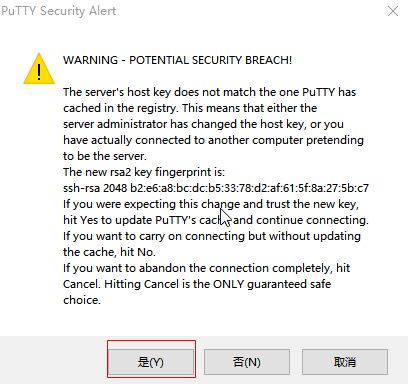 PuTTY Security Alert
WARNING - POTENTIAL SECURITY BREACH!
The server's host key does not match the one PuTTY has
cached in the registry. This means that either the
server administrator has changed the host key, or you
have actually connected to another computer pretending
to be the server.
The new rsa2 key fingerprint is:
ssh-rsa 2048 b2:e6:a8:bc:dc:b5:33:78:d2:af:61:5f:8a:27:5b:c7
If you were expecting this change and trust the new key,
hit Yes to update PuTTY's cache and continue connecting.
If you want to carry on connecting but without updating
the cache, hit No.
If you want to abandon the connection completely, hit
Cancel. Hitting Cancel is the ONLY guaranteed safe
choice.
是(Y)
否(N)
取消